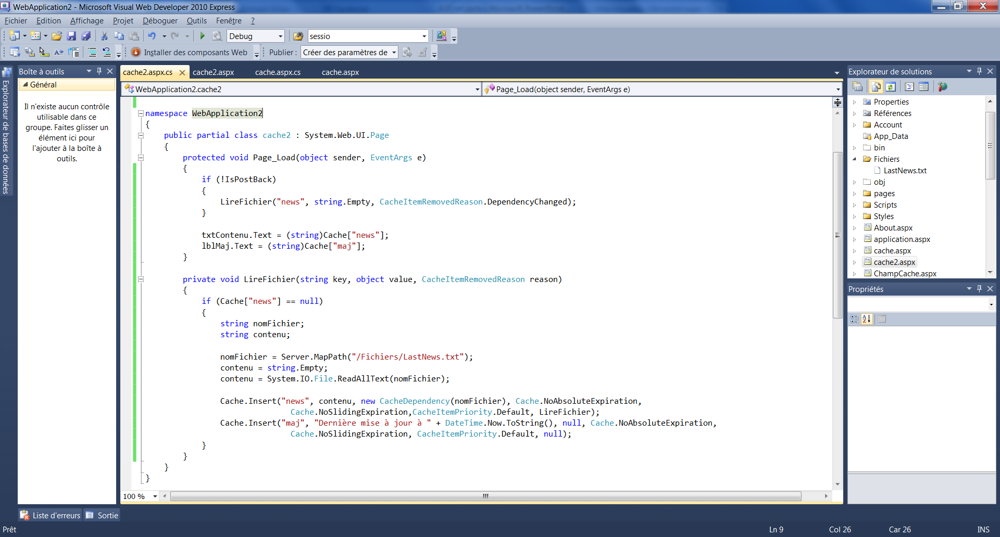 WebApplication2 - Microsoft Visual Web Developer 2010 Express
Fichier Edition Affichage Projet Déboguer Outils Fenêtre ?
Debug sessio
Installer des composants Web Publier : Créer des paramètres de
Explorateur de bases de données
Boîte à outils
Général
Il n'existe aucun contrôle
utilisable dans ce
groupe. Faites glisser un
élément ici pour
l'ajouter à la boîte à
outils.
cache2.aspx.cs cache2.aspx cache.aspx.cs cache.aspx
WebApplication2.cache2 Page_Load(object sender, EventArgs e)
namespace WebApplication2
{
public partial class cache2 : System.Web.UI.Page
{
protected void Page_Load(object sender, EventArgs e)
{
if (!IsPostBack)
{
LireFichier("news", string.Empty, CacheItemRemovedReason.DependencyChanged);
}
txtContenu.Text = (string)Cache["news"];
lblMaj.Text = (string)Cache["maj"];
}
private void LireFichier(string key, object value, CacheItemRemovedReason reason)
{
if (Cache["news"] == null)
{
string nomFichier;
string contenu;
nomFichier = Server.MapPath("/Fichiers/LastNews.txt");
contenu = string.Empty;
contenu = System.IO.File.ReadAllText(nomFichier);
Cache.Insert("news", contenu, new CacheDependency(nomFichier), Cache.NoAbsoluteExpiration,
Cache.NoSlidingExpiration,CacheItemPriority.Default, LireFichier);
Cache.Insert("maj", "Dernière mise à jour à " + DateTime.Now.ToString(), null, Cache.NoAbsoluteExpiration,
Cache.NoSlidingExpiration, CacheItemPriority.Default, null);
}
}
}
}
100 %
Explorateur de solutions
Properties
Références
Account
App_Data
bin
Fichiers
LastNews.txt
obj
pages
Scripts
Styles
About.aspx
application.aspx
cache.aspx
cache2.aspx
ChampCache.aspx
Propriétés
Liste d'erreurs Sortie
Prêt Ln 9 Col 26 Car 26 INS